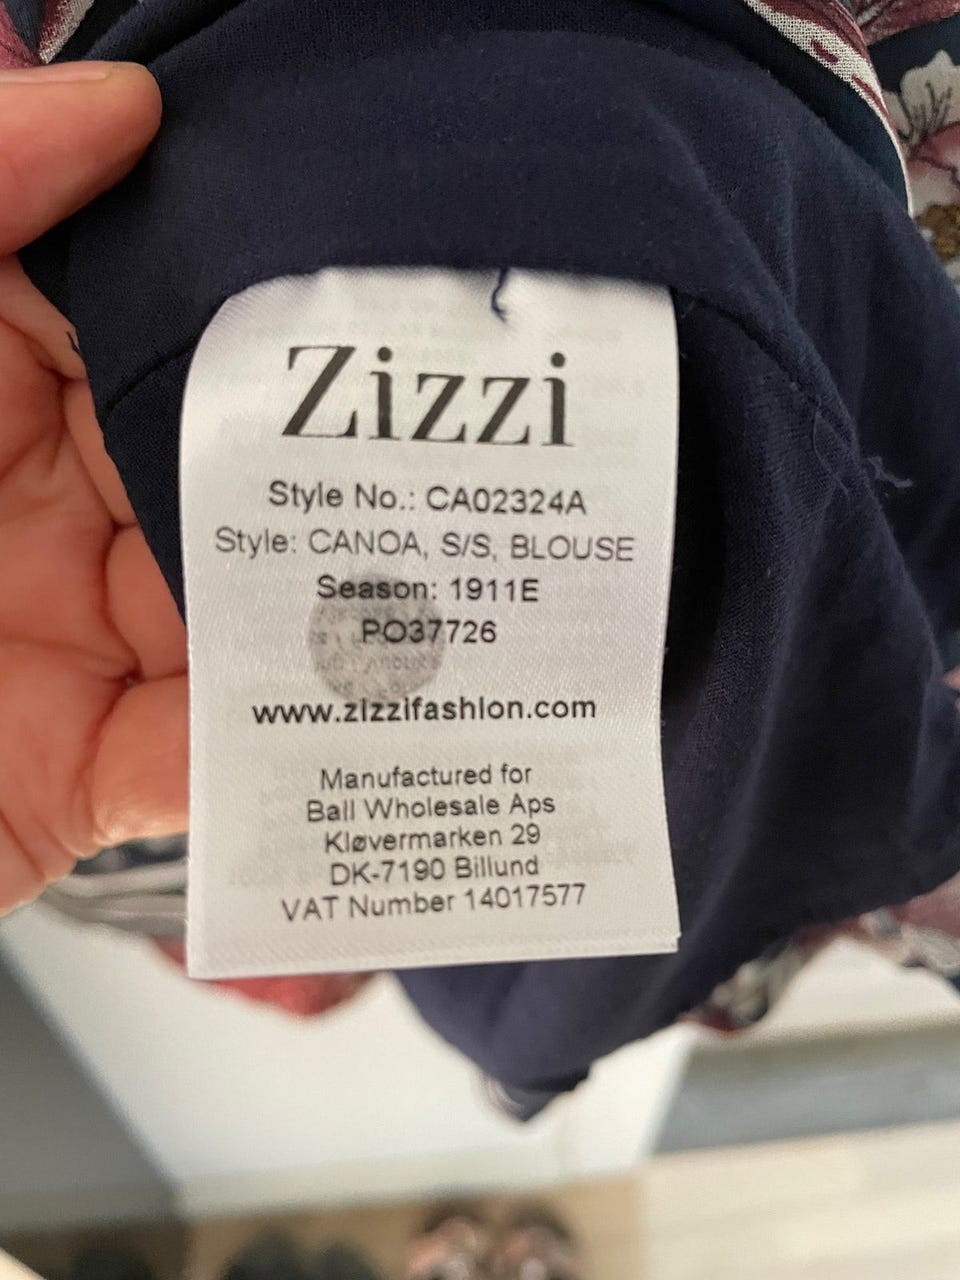 Zizzi
Style No.: CA02324A
Style: CANOA, S/S, BLOUSE
Season: 1911E
PO37726
www.zizzifashion.com
Manufactured for
Ball Wholesale Aps
Kløvermarken 29
DK-7190 Billund
VAT Number 14017577